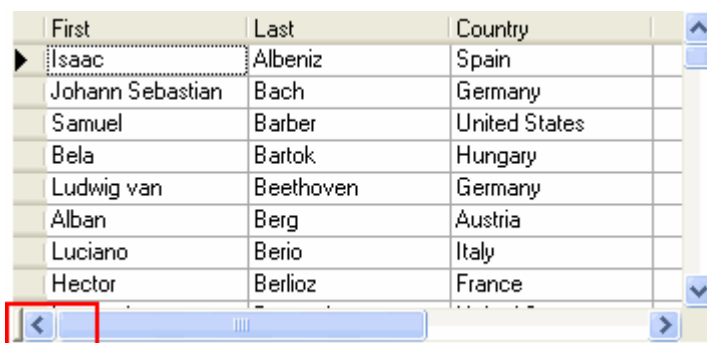 First Last Country
Isaac Albeniz Spain
Johann Sebastian Bach Germany
Samuel Barber United States
Bela Bartok Hungary
Ludwig van Beethoven Germany
Alban Berg Austria
Luciano Berio Italy
Hector Berlioz France